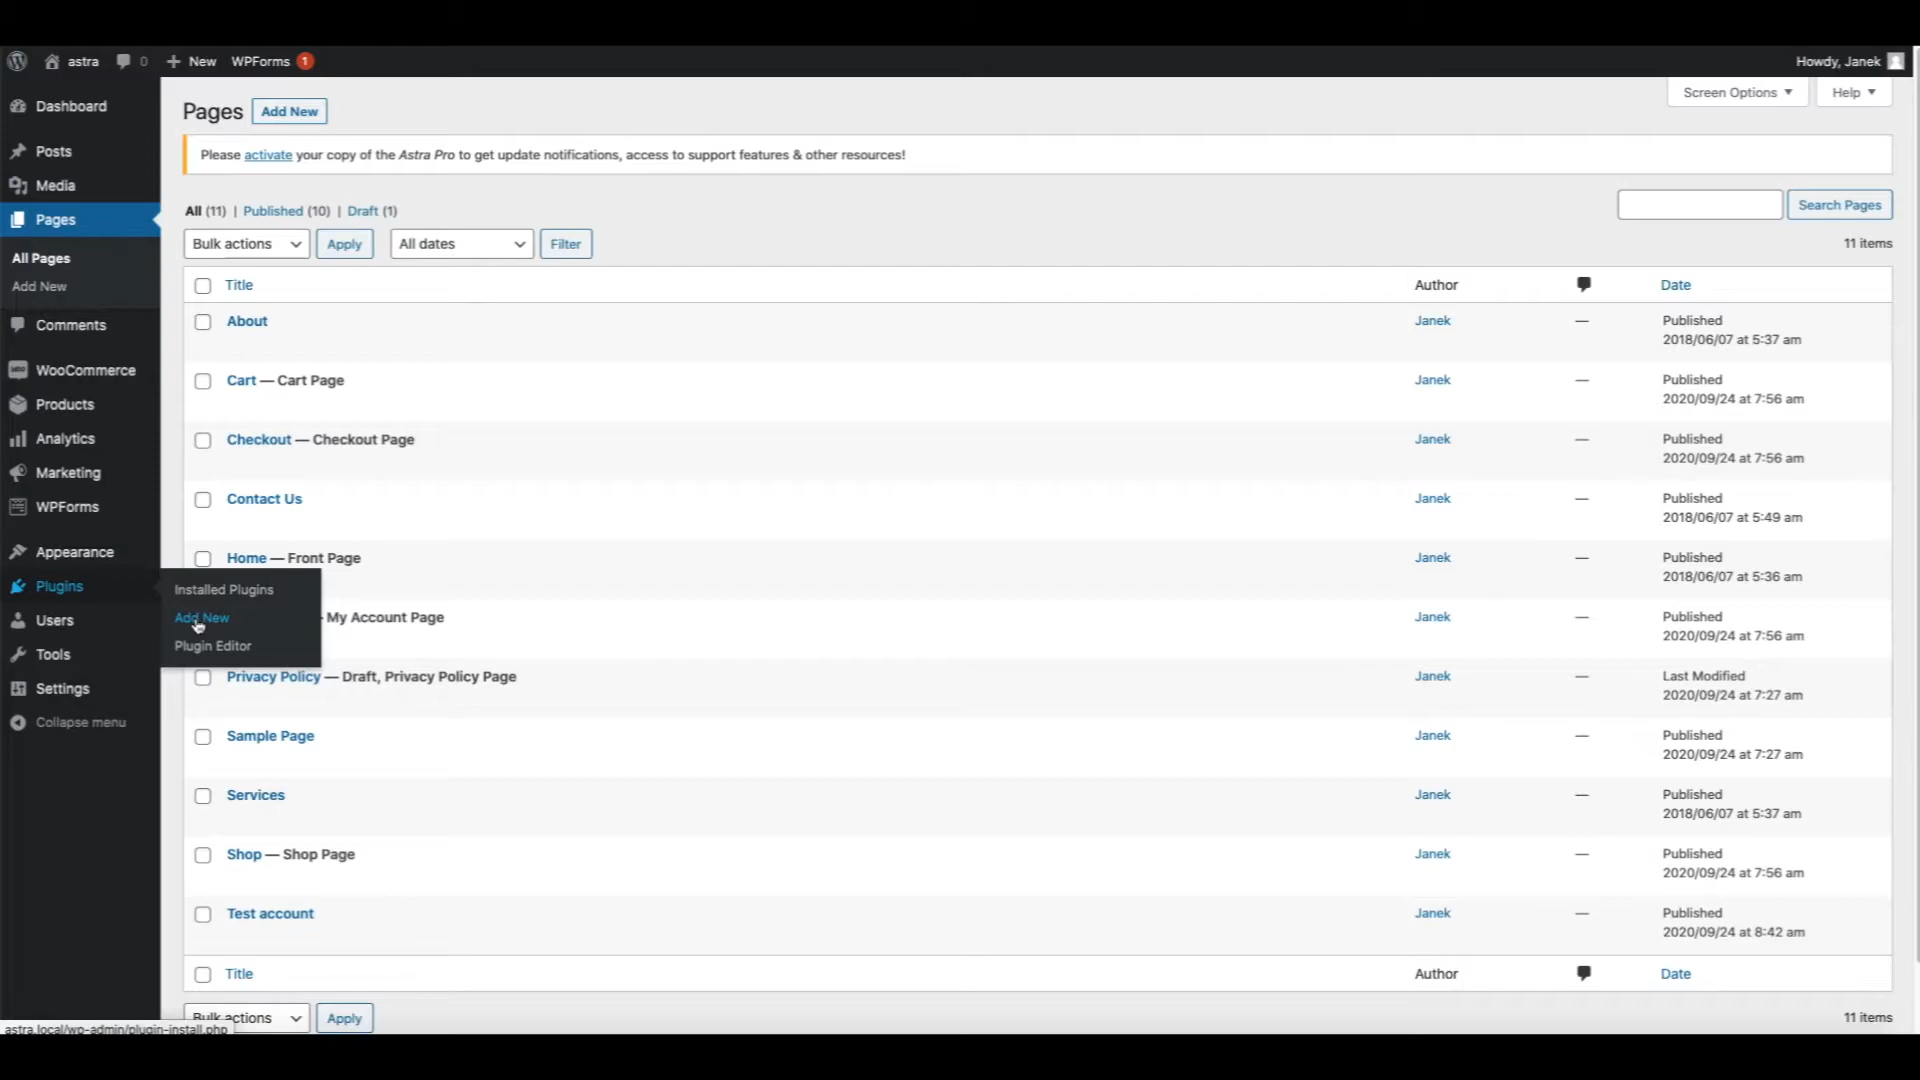 astra 0 New WPForms 1 Howdy, Janek
Dashboard
Posts
Media
Pages
All Pages
Add New
Comments
WooCommerce
Products
Analytics
Marketing
WPForms
Appearance
Plugins
Users
Tools
Settings
Collapse menu
Installed Plugins
Add New
Plugin Editor
Screen Options Help
Pages Add New
Please activate your copy of the Astra Pro to get update notifications, access to support features & other resources!
All (11) | Published (10) | Draft (1)
Search Pages
Bulk actions Apply All dates Filter 11 items
Title Author Date
About Janek — Published
2018/06/07 at 5:37 am
Cart — Cart Page Janek — Published
2020/09/24 at 7:56 am
Checkout — Checkout Page Janek — Published
2020/09/24 at 7:56 am
Contact Us Janek — Published
2018/06/07 at 5:49 am
Home — Front Page Janek — Published
2018/06/07 at 5:36 am
My Account Page Janek — Published
2020/09/24 at 7:56 am
Privacy Policy — Draft, Privacy Policy Page Janek — Last Modified
2020/09/24 at 7:27 am
Sample Page Janek — Published
2020/09/24 at 7:27 am
Services Janek — Published
2018/06/07 at 5:37 am
Shop — Shop Page Janek — Published
2020/09/24 at 7:56 am
Test account Janek — Published
2020/09/24 at 8:42 am
Title Author Date
Bulk actions Apply 11 items
astra.local/wp-admin/plugin-install.php